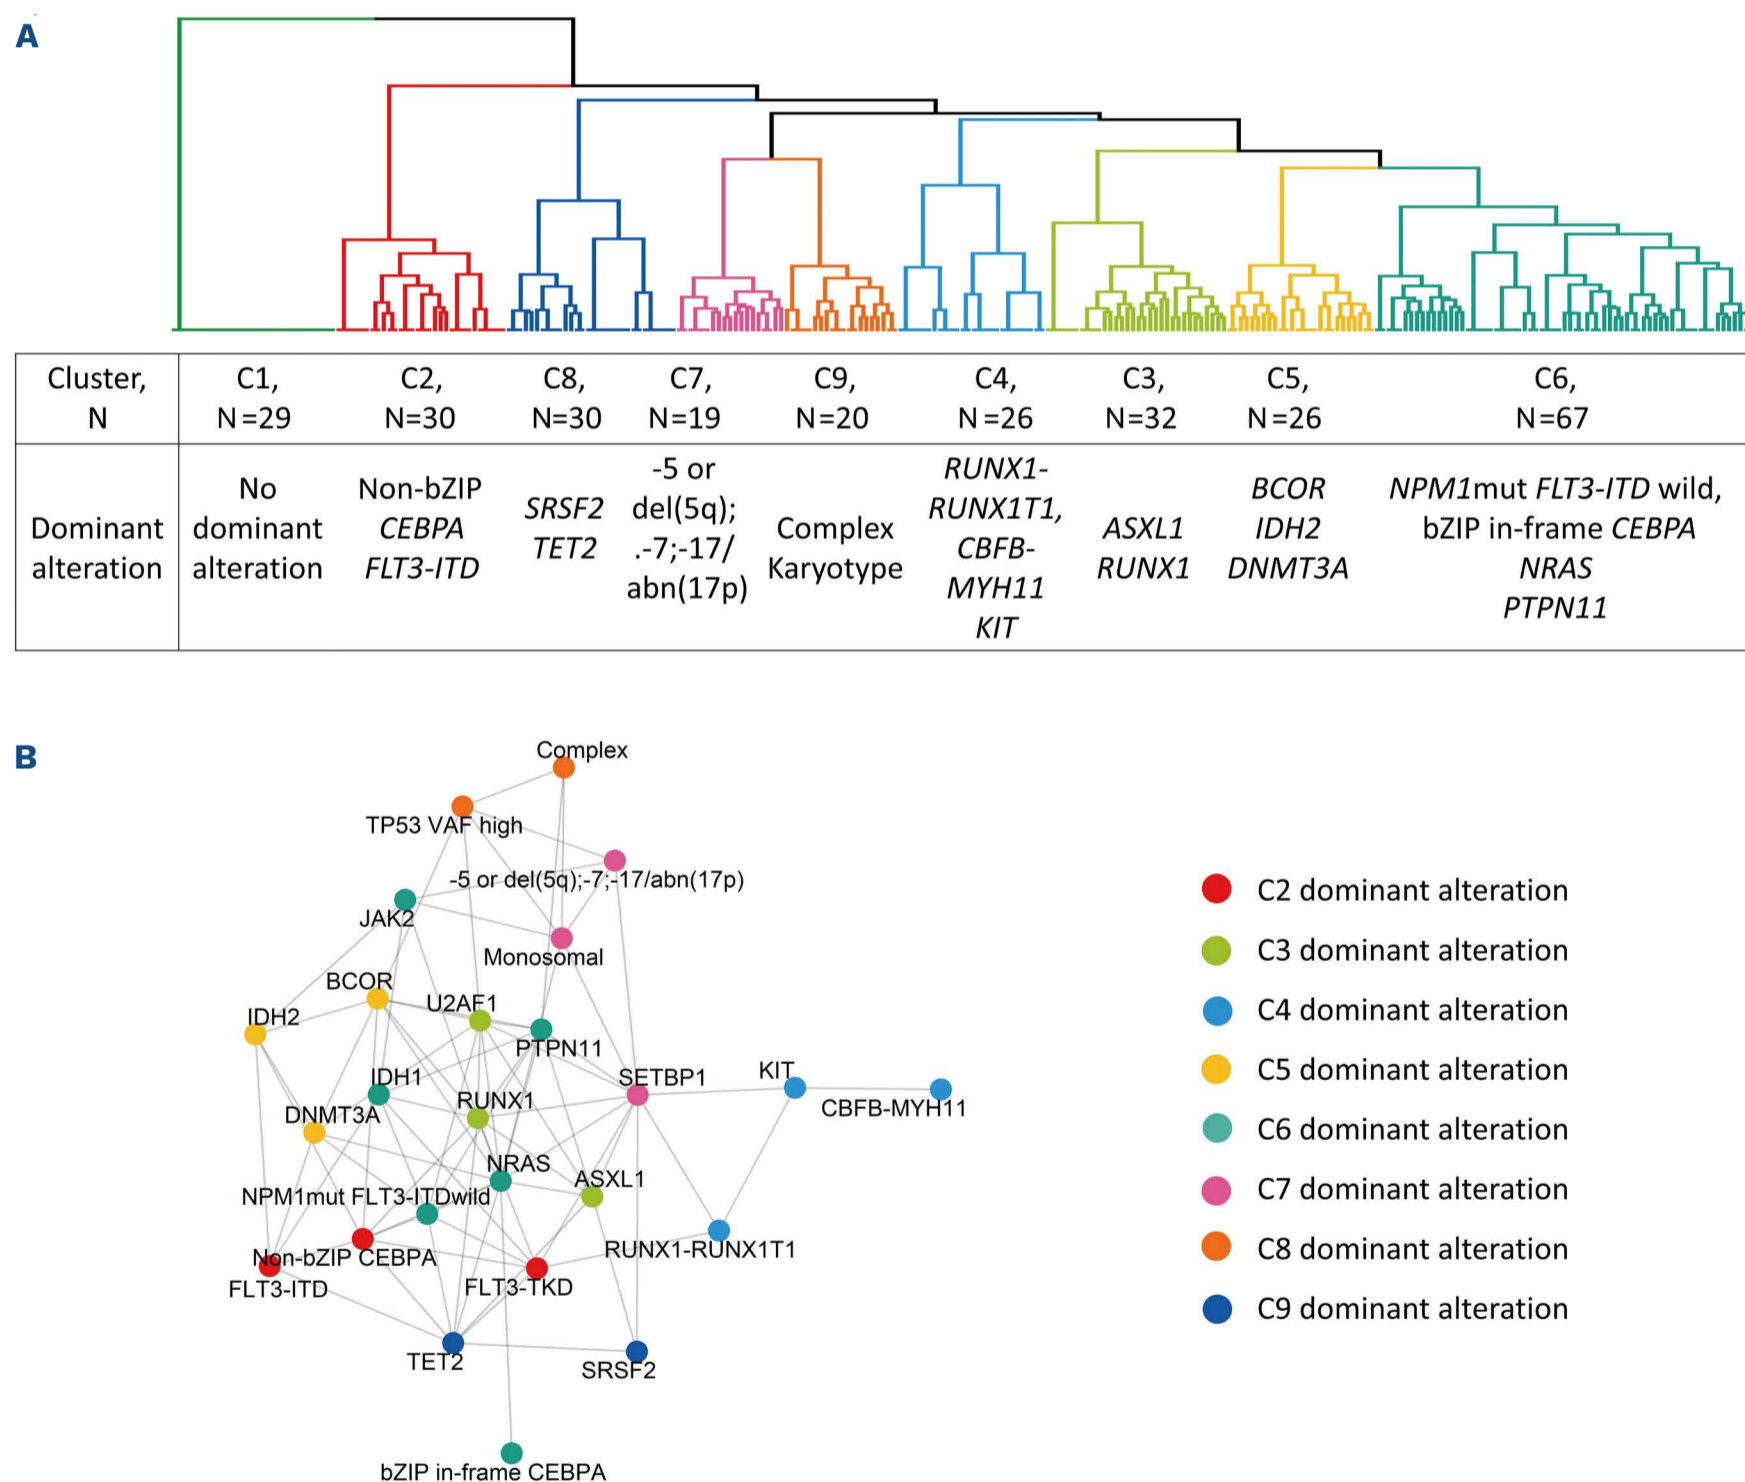 A
Cluster,
N
C1,
N=29
C2,
N=30
C8,
N=30
C7,
N=19
C9,
N=20
C4,
N=26
C3,
N=32
C5,
N=26
C6,
N=67
Dominant
alteration
No
dominant
alteration
Non-bZIP
CEBPA
FLT3-ITD
SRSF2
TET2
-5 or
del(5q);
.-7;-17/
abn(17p)
Complex
Karyotype
RUNX1-
RUNX1T1,
CBFB-
MYH11
KIT
ASXL1
RUNX1
BCOR
IDH2
DNMT3A
NPM1mut FLT3-ITD wild,
bZIP in-frame CEBPA
NRAS
PTPN11
B
Complex
TP53 VAF high
-5 or del(5q);-7;-17/abn(17p)
JAK2
Monosomal
BCOR
U2AF1
IDH2
PTPN11
IDH1
SETBP1
KIT
RUNX1
CBFB-MYH11
DNMT3A
NRAS
ASXL1
NPM1mut FLT3-ITDwild
RUNX1-RUNX1T1
Non-bZIP CEBPA
FLT3-ITD
FLT3-TKD
TET2
SRSF2
bZIP in-frame CEBPA
C2 dominant alteration
C3 dominant alteration
C4 dominant alteration
C5 dominant alteration
C6 dominant alteration
C7 dominant alteration
C8 dominant alteration
C9 dominant alteration